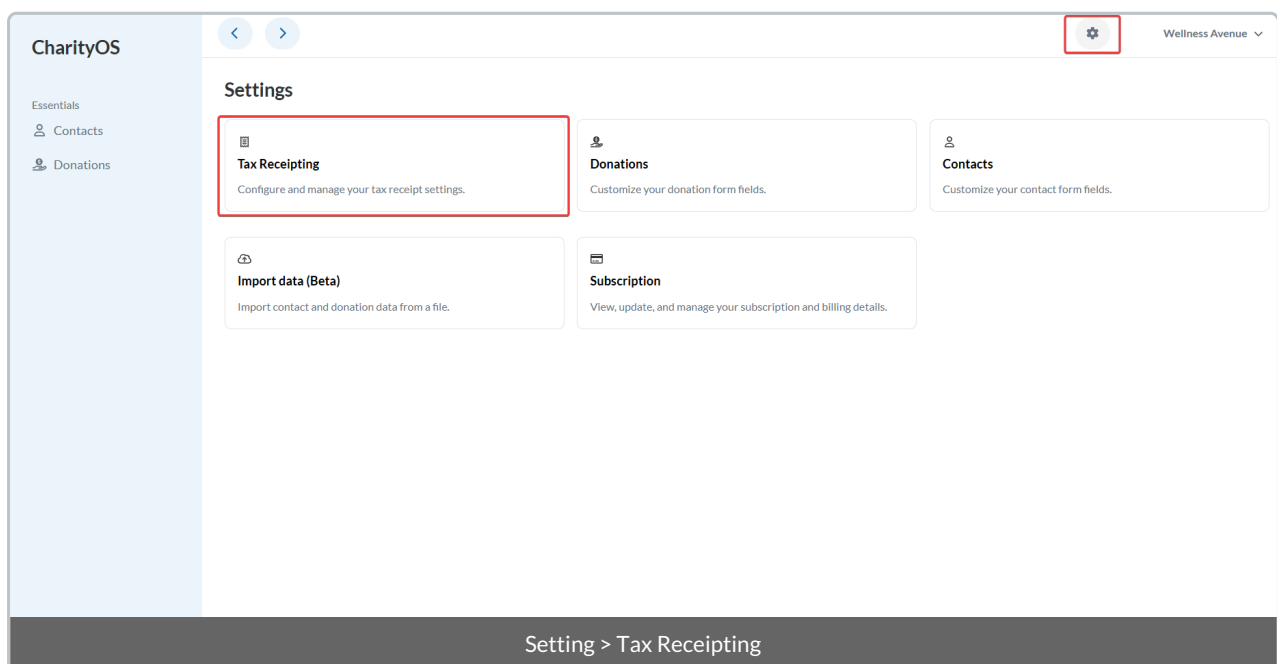 CharityOS
Wellness Avenue
Essentials
Contacts
Donations
Settings
Tax Receipting
Configure and manage your tax receipt settings.
Donations
Customize your donation form fields.
Contacts
Customize your contact form fields.
Import data (Beta)
Import contact and donation data from a file.
Subscription
View, update, and manage your subscription and billing details.
Setting > Tax Receipting